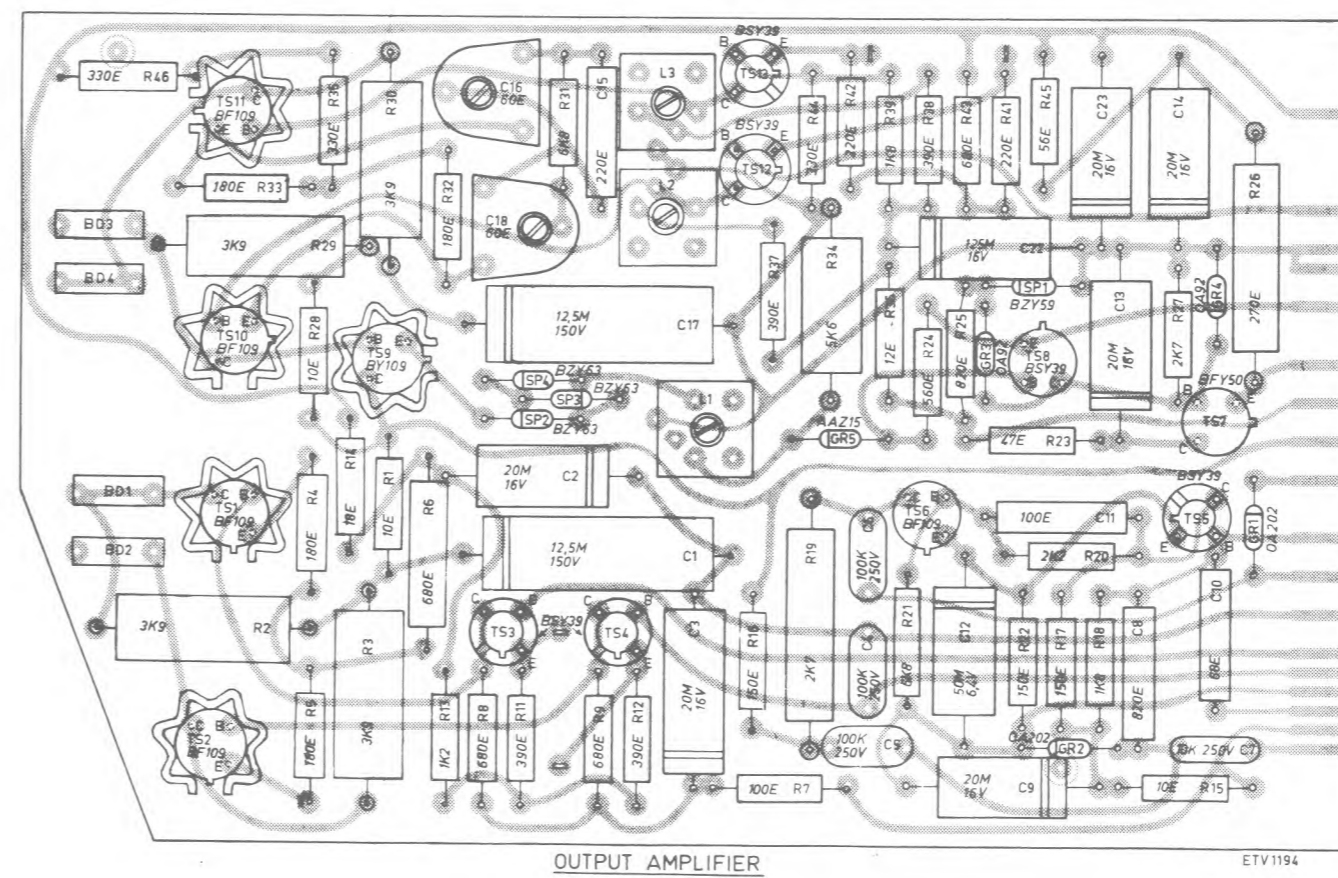 330E R46
TS11
BF109
C
E B
R35
330E
R30
3K9
C16
60E
R31
6K8
C15
220E
L3
BSY39
B E
TS13
C
R44
220E
R42
220E
R39
1K8
R38
390E
R43
680E
R41
220E
R45
56E
C23
20M
16V
C14
20M
16V
R26
270E
180E R33
R32
180E
C18
60E
L2
BSY39
B E
TS12
C
BD3
BD4
3K9 R29
R37
390E
R34
5K6
125M
16V
C22
SP1
BZY59
C13
20M
16V
R27
2K7
OA92
GR4
B E
TS10
BF109
C
R28
10E
B E
TS9
BY109
C
12,5M
150V
C17
12E
R24
560E
R25
820E
GR3
OA92
TS8
BSY39
BFY50
B
E
TS7
C
SP4
BZY63
SP3
BZY63
SP2
BZY63
L1
AAZ15
GR5
47E R23
BD1
BD2
C B
TS1
BF109
E
R4
180E
R14
18E
R1
10E
R6
680E
20M
16V
C2
12,5M
150V
C1
R19
2K7
100K
250V
C B
TS6
BF109
E
100E C11
2K2 R20
BSY39
C
TS5
E B
GR1
OA202
3K9 R2
R3
3K9
C B
TS3
E
BSY39
C B
TS4
E
C3
20M
16V
R16
150E
C4
100K
250V
R21
6K8
C12
50M
6,4V
R22
150E
R17
150E
R18
1K8
C8
820E
C10
68E
C B
TS2
BF109
E
R5
180E
R13
1K2
R8
680E
R11
390E
R9
680E
R12
390E
100K
250V
C5
OA202
GR2
10K 250V C7
100E R7
20M
16V
C9
10E R15
OUTPUT AMPLIFIER
ETV1194